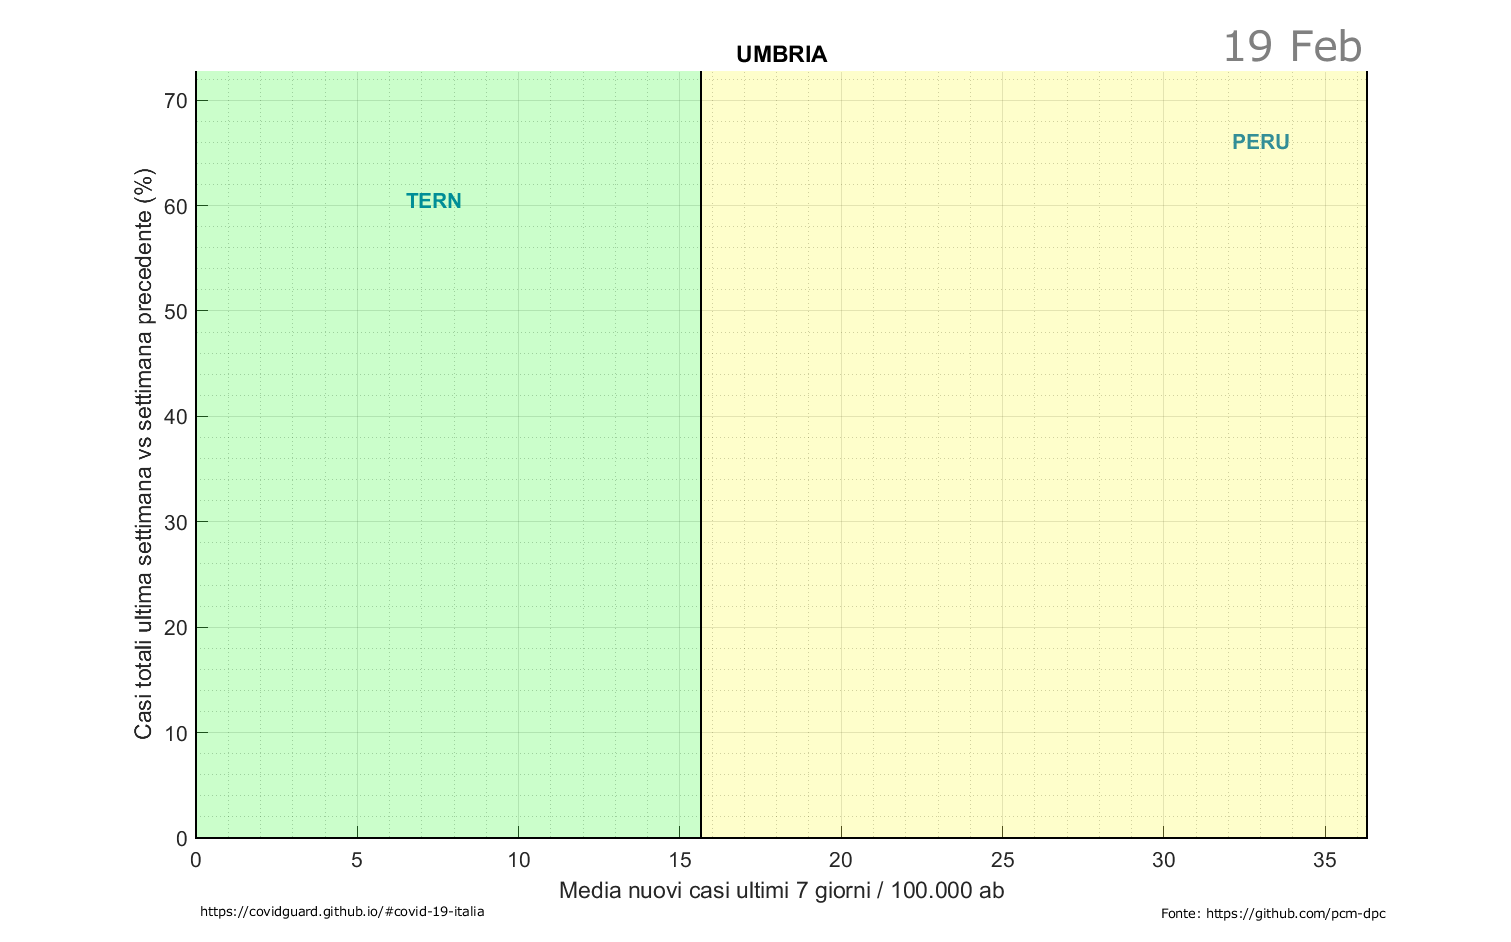 UMBRIA
19 Feb
Casi totali ultima settimana vs settimana precedente (%)
70
60
50
40
30
20
10
0
TERN
PERU
0 5 10 15 20 25 30 35
Media nuovi casi ultimi 7 giorni / 100.000 ab
https://covidguard.github.io/#covid-19-italia
Fonte: https://github.com/pcm-dpc